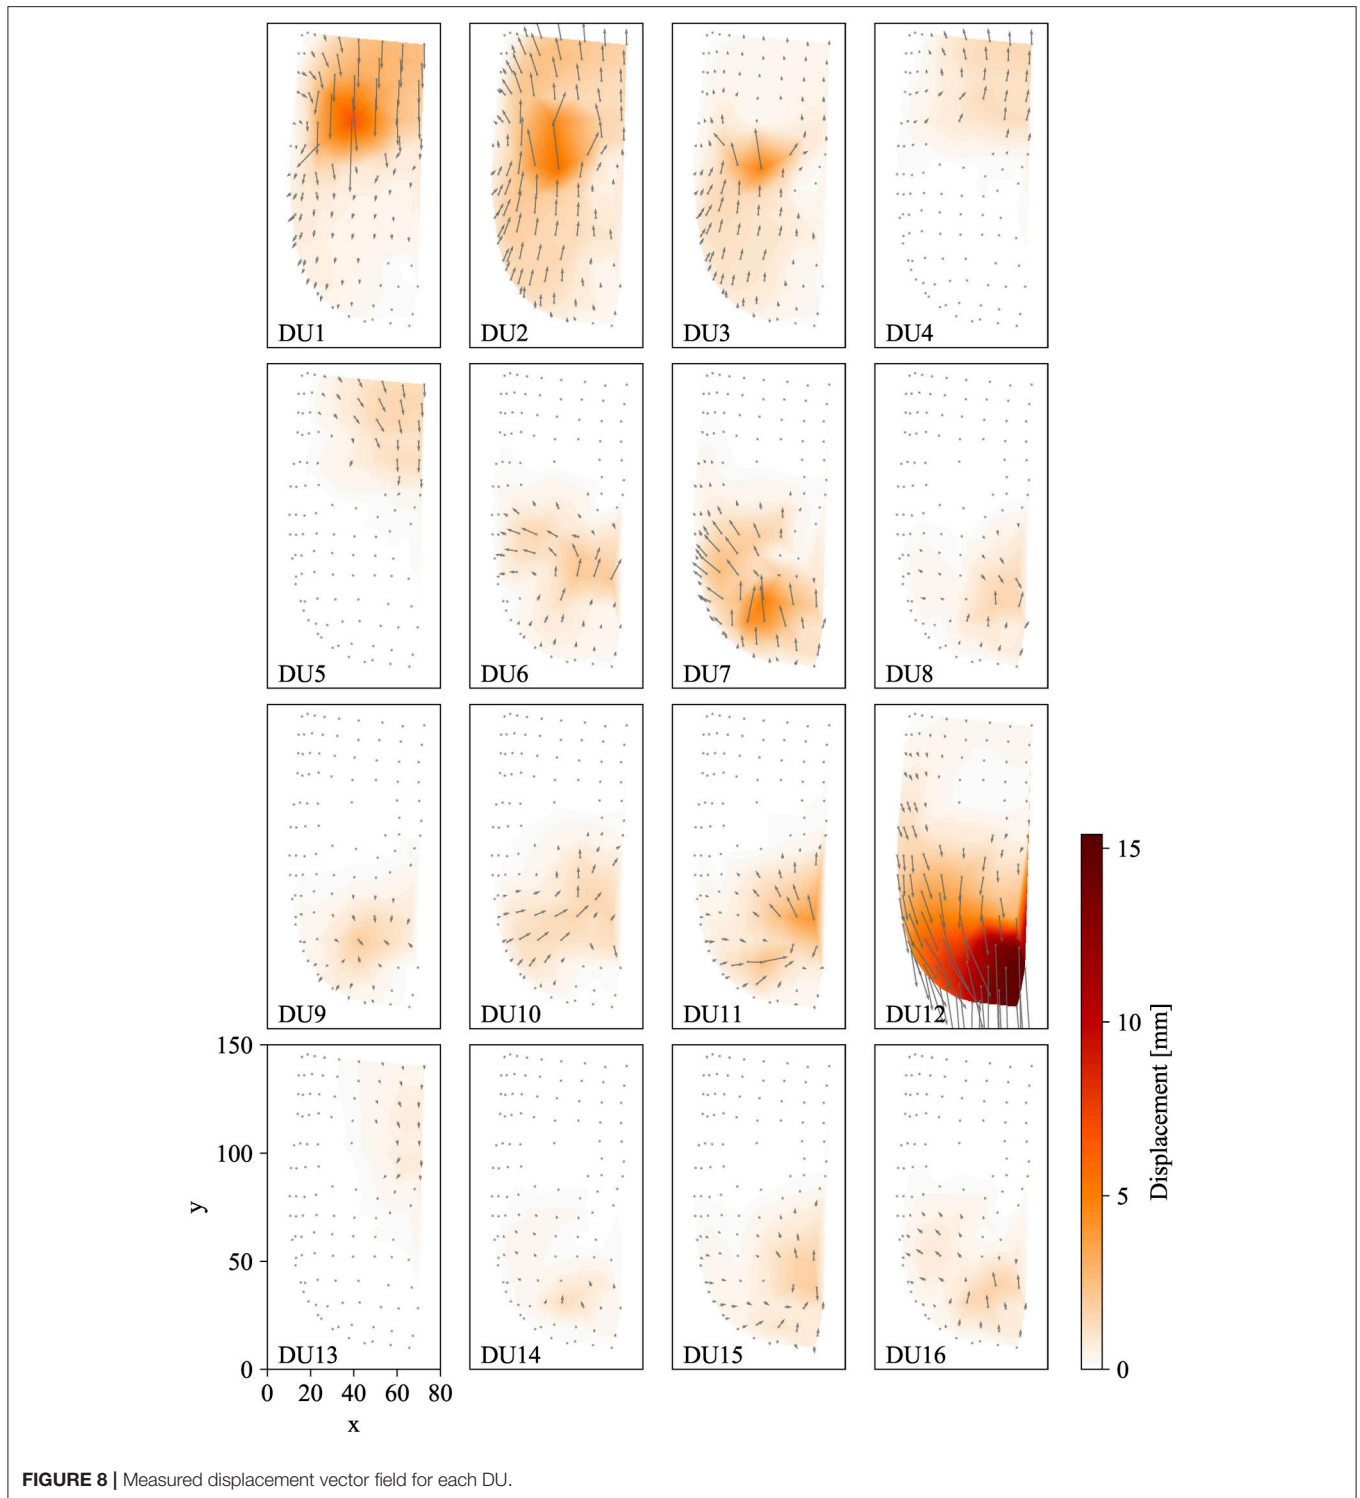 DU1 DU2 DU3 DU4
DU5 DU6 DU7 DU8
DU9 DU10 DU11 DU12
DU13 DU14 DU15 DU16
150
100
50
0
y
0 20 40 60 80
x
15
10
5
0
Displacement [mm]
FIGURE 8 | Measured displacement vector field for each DU.